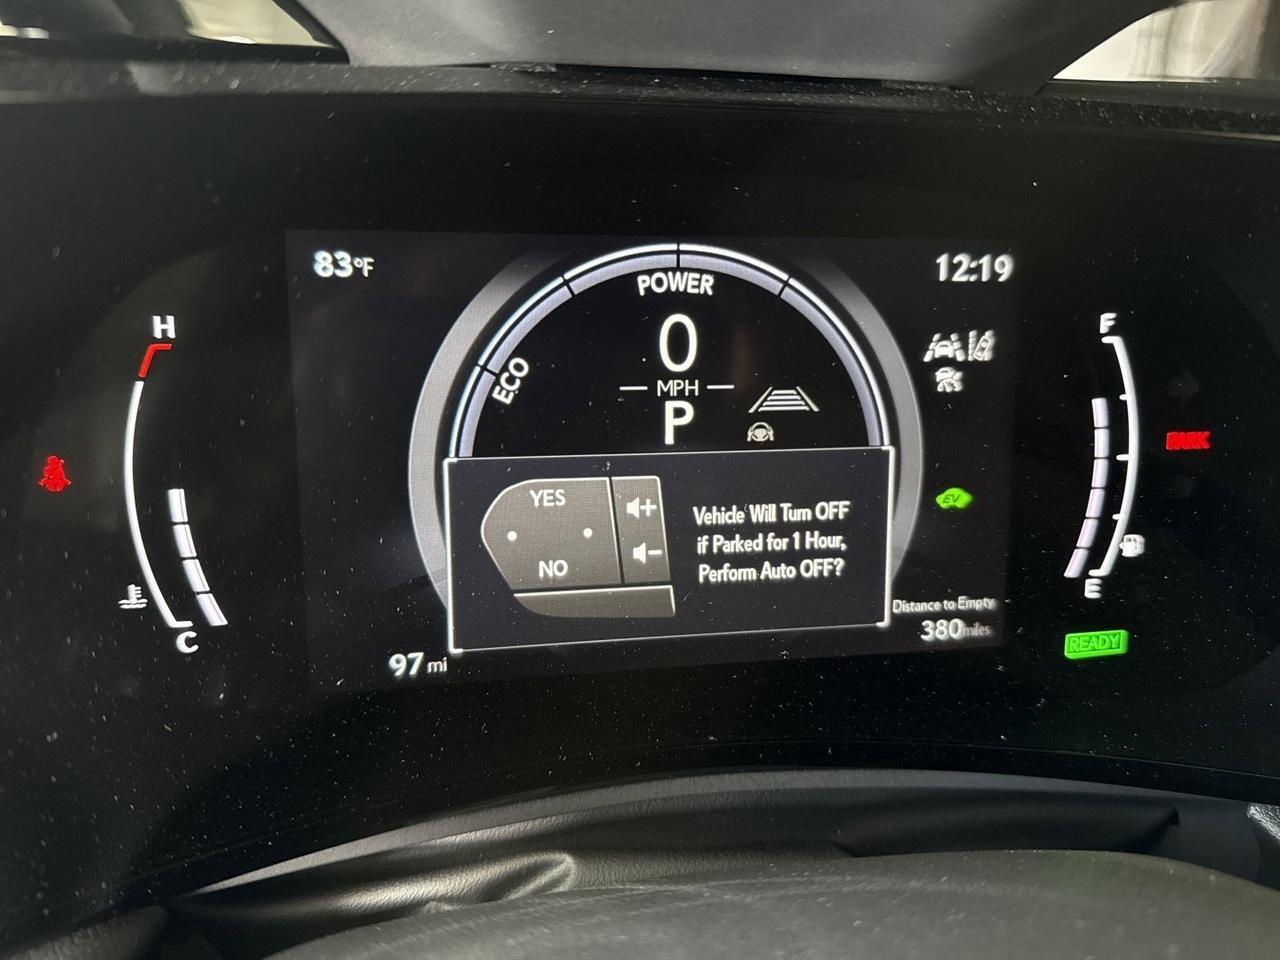 83°F
12:19
POWER
ECO
0
MPH
P
H
C
F
E
PARK
EV
YES
NO
Vehicle Will Turn OFF
if Parked for 1 Hour,
Perform Auto OFF?
Distance to Empty
380 miles
97 mi
READY